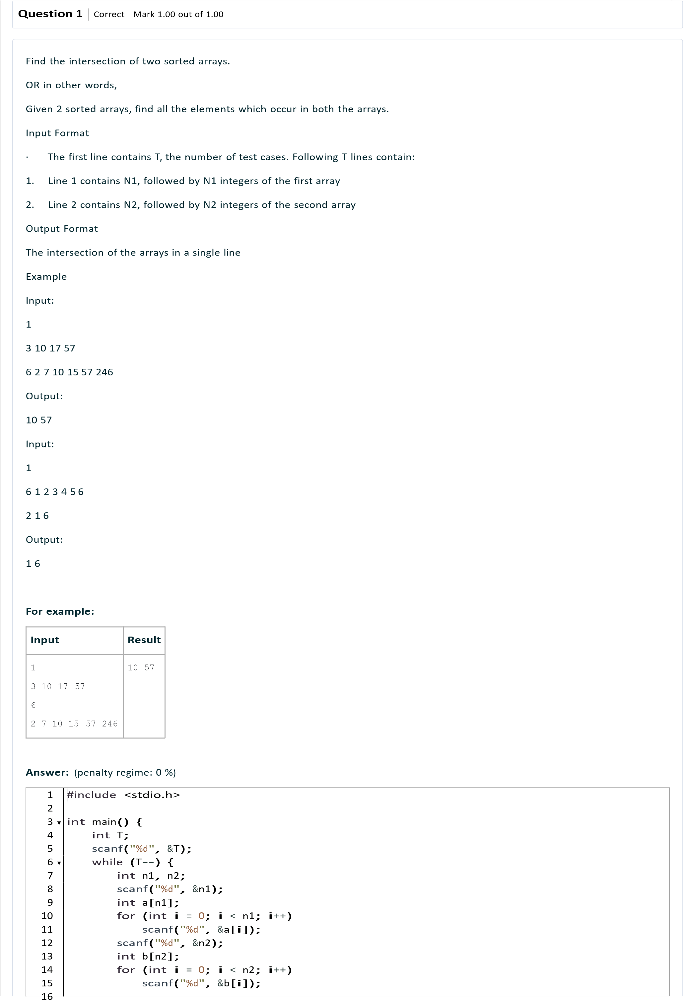 Question 1 Correct Mark 1.00 out of 1.00
Find the intersection of two sorted arrays.
OR in other words,
Given 2 sorted arrays, find all the elements which occur in both the arrays.
Input Format
· The first line contains T, the number of test cases. Following T lines contain:
1. Line 1 contains N1, followed by N1 integers of the first array
2. Line 2 contains N2, followed by N2 integers of the second array
Output Format
The intersection of the arrays in a single line
Example
Input:
1
3 10 17 57
6 2 7 10 15 57 246
Output:
10 57
Input:
1
6 1 2 3 4 5 6
2 1 6
Output:
1 6
For example:
Input Result
1 10 57
3 10 17 57
6
2 7 10 15 57 246
Answer: (penalty regime: 0 %)
1 #include <stdio.h>
2
3 int main() {
4 int T;
5 scanf("%d", &T);
6 while (T--) {
7 int n1, n2;
8 scanf("%d", &n1);
9 int a[n1];
10 for (int i = 0; i < n1; i++)
11 scanf("%d", &a[i]);
12 scanf("%d", &n2);
13 int b[n2];
14 for (int i = 0; i < n2; i++)
15 scanf("%d", &b[i]);
16